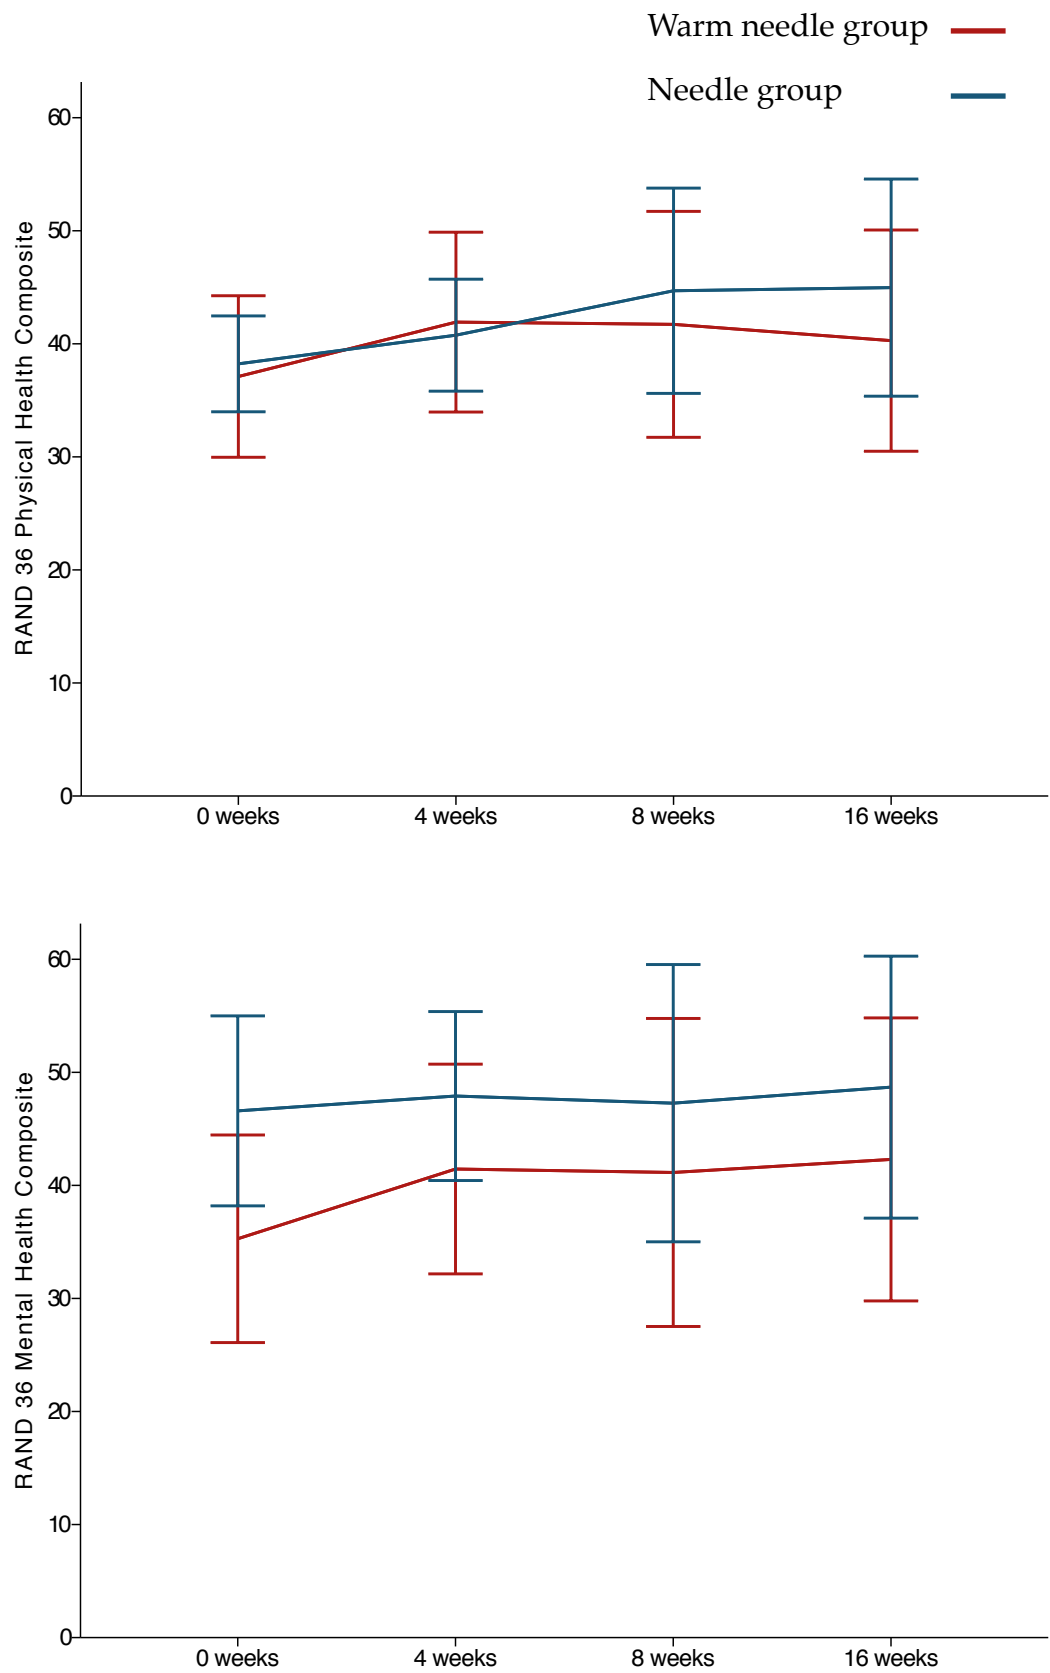 Warm needle group
Needle group
60
50
40
30
20
10
0
RAND 36 Physical Health Composite
0 weeks 4 weeks 8 weeks 16 weeks
60
50
40
30
20
10
0
RAND 36 Mental Health Composite
0 weeks 4 weeks 8 weeks 16 weeks